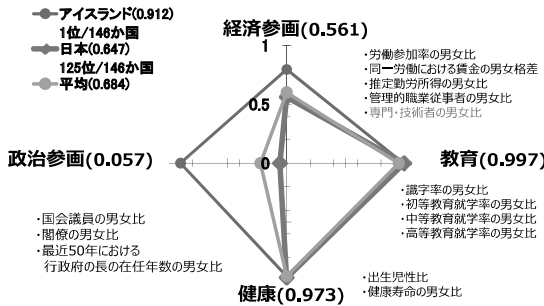 アイスランド(0.912)
1位/146か国
日本(0.647)
125位/146か国
平均(0.684)
経済参画(0.561)
1
0.5
0
・労働参加率の男女比
・同一労働における賃金の男女格差
・推定勤労所得の男女比
・管理的職業従事者の男女比
・専門・技術者の男女比
政治参画(0.057)
教育(0.997)
・識字率の男女比
・初等教育就学率の男女比
・中等教育就学率の男女比
・高等教育就学率の男女比
・国会議員の男女比
・閣僚の男女比
・最近50年における
行政府の長の在任年数の男女比
健康(0.973)
・出生児性比
・健康寿命の男女比